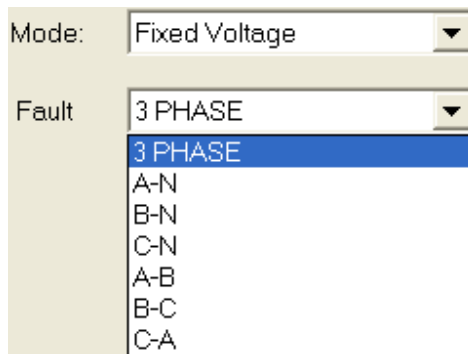 Mode: Fixed Voltage
Fault 3 PHASE
3 PHASE
A-N
B-N
C-N
A-B
B-C
C-A